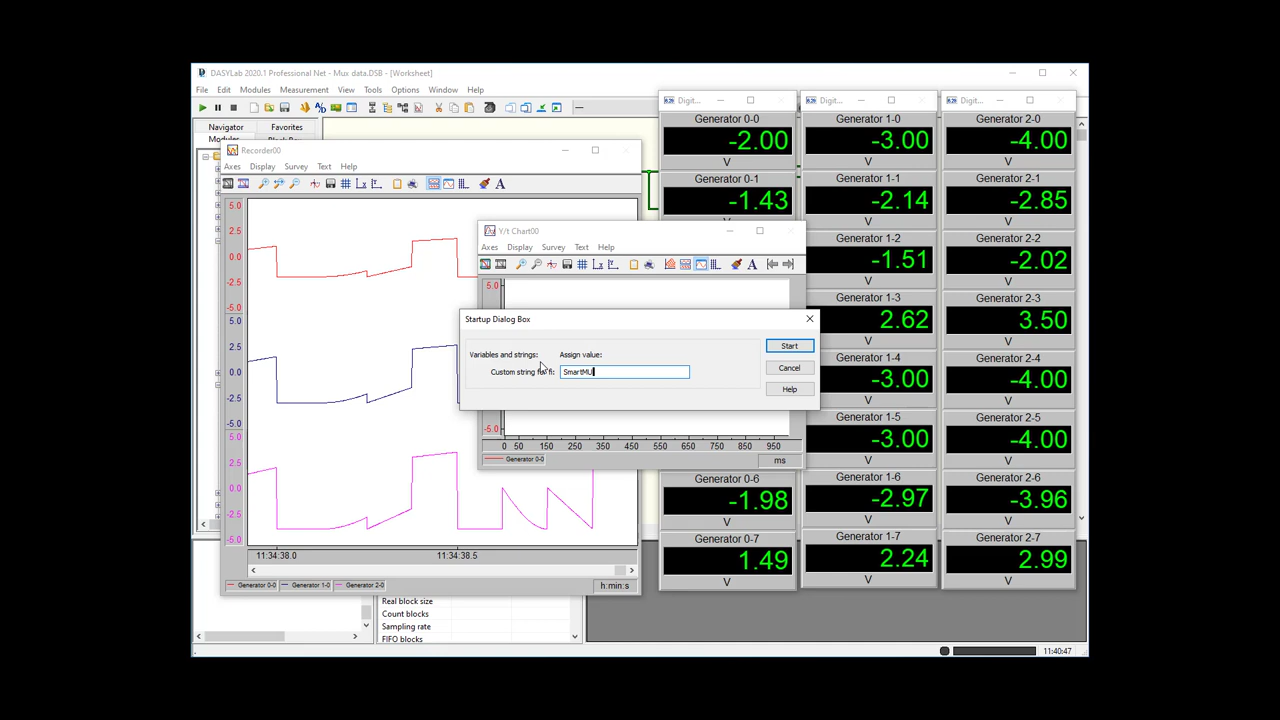 DASYLab 2020.1 Professional Net - Mux data.DSB - [Worksheet]
File Edit Modules Measurement View Tools Options Window Help
Navigator Favorites
Recorder00
Axes Display Survey Text Help
5.0
2.5
0.0
-2.5
-5.0
5.0
2.5
0.0
-2.5
-5.0
5.0
2.5
0.0
-2.5
-5.0
11:34:38.0 11:34:38.5
Generator 0-0 Generator 1-0 Generator 2-0
h:min:s
Y/t Chart00
Axes Display Survey Text Help
5.0
-5.0
0 50 150 250 350 450 550 650 750 850 950
Generator 0-0
ms
Startup Dialog Box
Variables and strings: Assign value:
Custom string for fi: SmartMU
Start
Cancel
Help
Digit...
Generator 0-0
-2.00
V
Generator 0-1
-1.43
Generator 0-6
-1.98
V
Generator 0-7
1.49
V
Digit...
Generator 1-0
-3.00
V
Generator 1-1
-2.14
V
Generator 1-2
-1.51
V
Generator 1-3
2.62
V
Generator 1-4
-3.00
V
Generator 1-5
-3.00
V
Generator 1-6
-2.97
V
Generator 1-7
2.24
V
Digit...
Generator 2-0
-4.00
V
Generator 2-1
-2.85
V
Generator 2-2
-2.02
V
Generator 2-3
3.50
V
Generator 2-4
-4.00
V
Generator 2-5
-4.00
V
Generator 2-6
-3.96
V
Generator 2-7
2.99
V
Real block size
Count blocks
Sampling rate
FIFO blocks
11:40:47